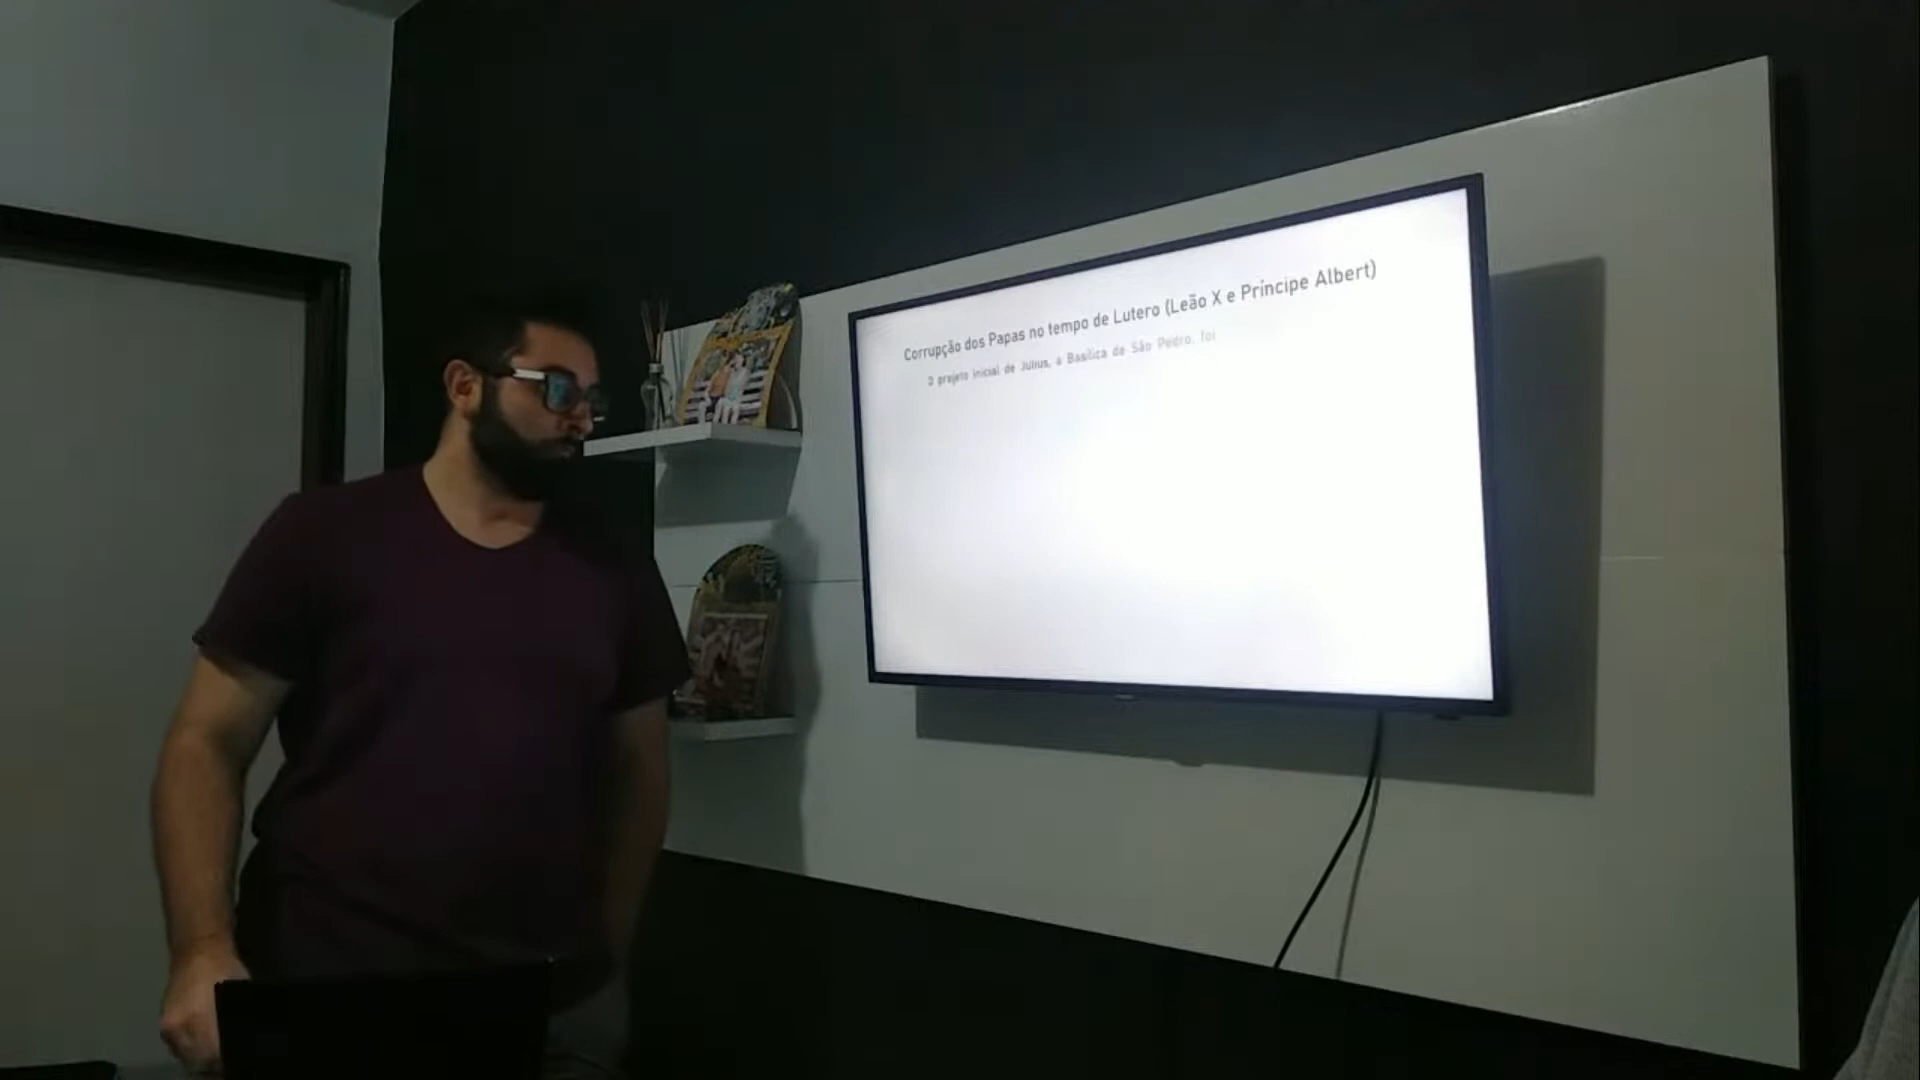 Corrupção dos Papas no tempo de Lutero (Leão X e Príncipe Albert)
O projeto inicial de Julius, a Basílica de São Pedro, foi